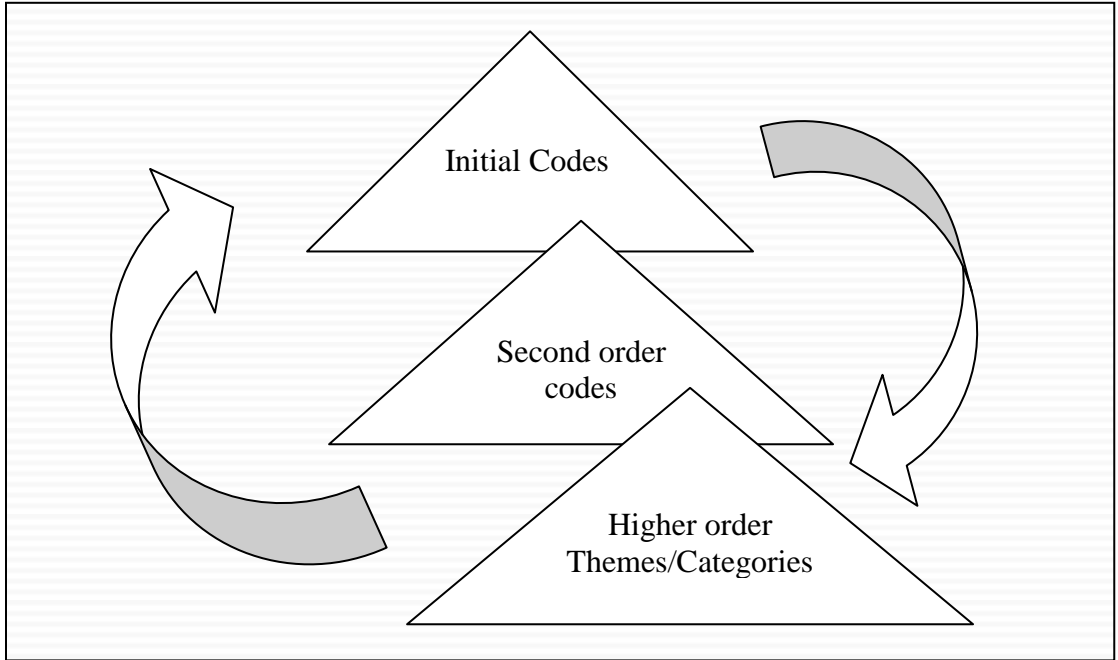 Initial Codes
Second order
codes
Higher order
Themes/Categories